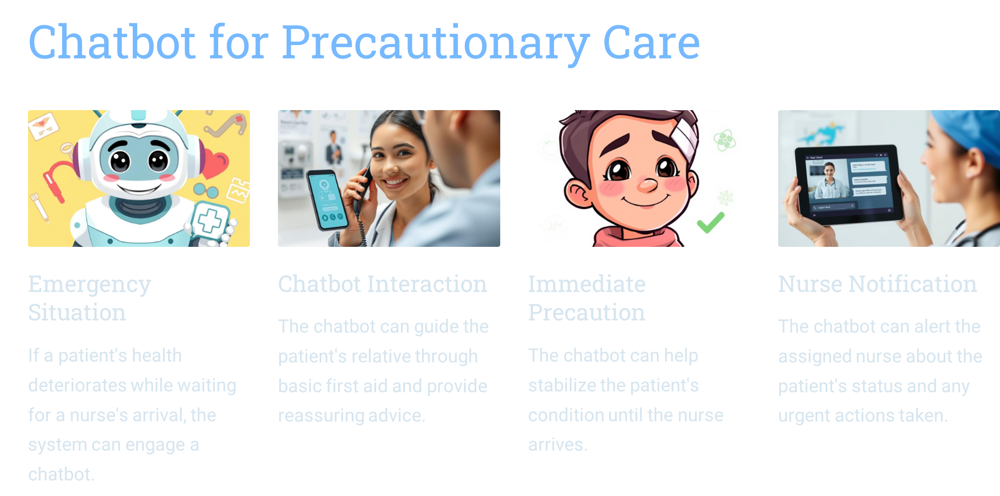 Chatbot for Precautionary Care
Emergency
Situation
If a patient's health
deteriorates while waiting
for a nurse's arrival, the
system can engage a
chatbot.
Chatbot Interaction
The chatbot can guide the
patient's relative through
basic first aid and provide
reassuring advice.
Immediate
Precaution
The chatbot can help
stabilize the patient's
condition until the nurse
arrives.
Nurse Notification
The chatbot can alert the
assigned nurse about the
patient's status and any
urgent actions taken.